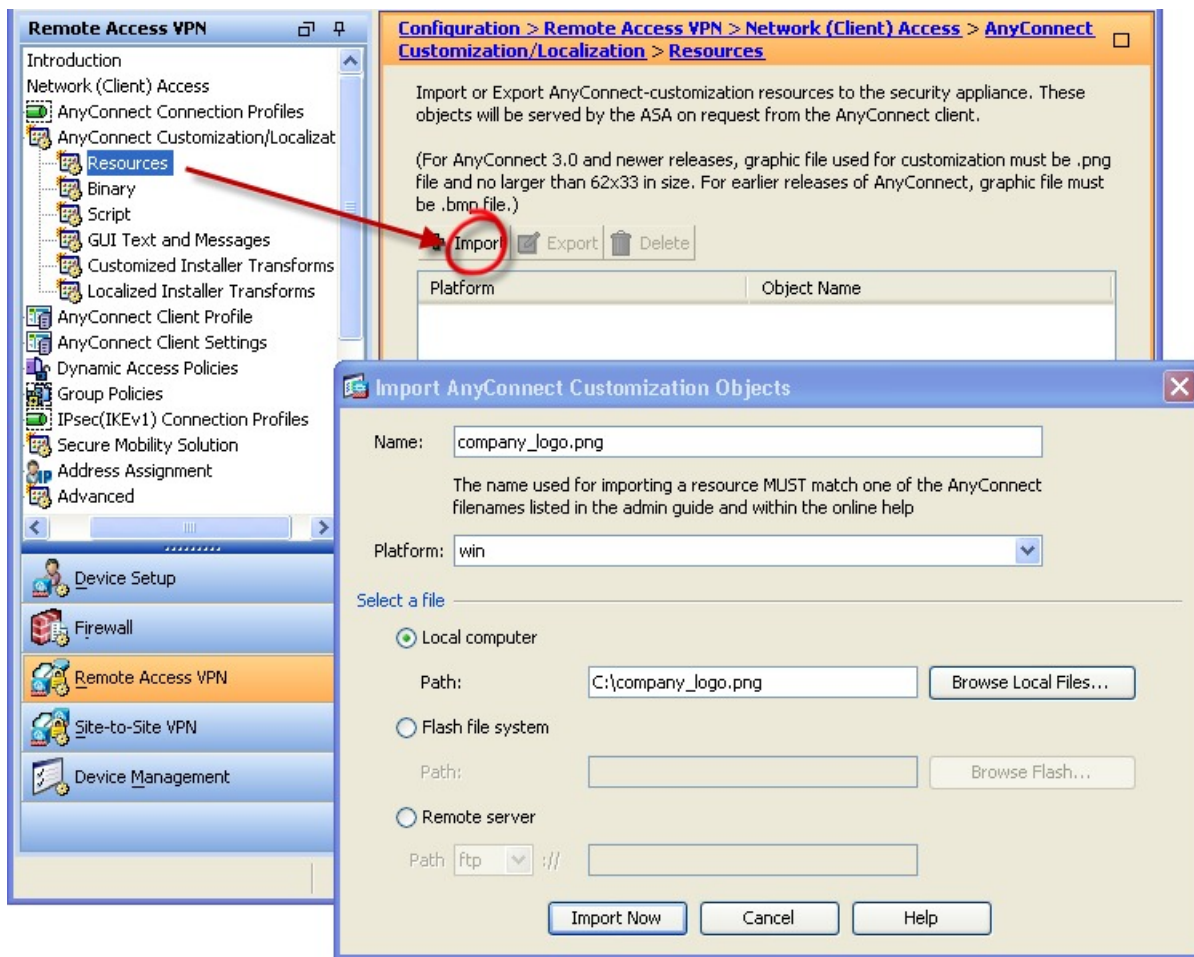 Remote Access VPN
Introduction
Network (Client) Access
AnyConnect Connection Profiles
AnyConnect Customization/Localizat
Resources
Binary
Script
GUI Text and Messages
Customized Installer Transforms
Localized Installer Transforms
AnyConnect Client Profile
AnyConnect Client Settings
Dynamic Access Policies
Group Policies
IPsec(IKEv1) Connection Profiles
Secure Mobility Solution
Address Assignment
Advanced
Device Setup
Firewall
Remote Access VPN
Site-to-Site VPN
Device Management
Configuration > Remote Access VPN > Network (Client) Access > AnyConnect
Customization/Localization > Resources
Import or Export AnyConnect-customization resources to the security appliance. These
objects will be served by the ASA on request from the AnyConnect client.
(For AnyConnect 3.0 and newer releases, graphic file used for customization must be .png
file and no larger than 62x33 in size. For earlier releases of AnyConnect, graphic file must
be .bmp file.)
Import Export Delete
Platform Object Name
Import AnyConnect Customization Objects
Name: company_logo.png
The name used for importing a resource MUST match one of the AnyConnect
filenames listed in the admin guide and within the online help
Platform: win
Select a file
Local computer
Path: C:\company_logo.png Browse Local Files...
Flash file system
Path: Browse Flash...
Remote server
Path ftp ://
Import Now Cancel Help